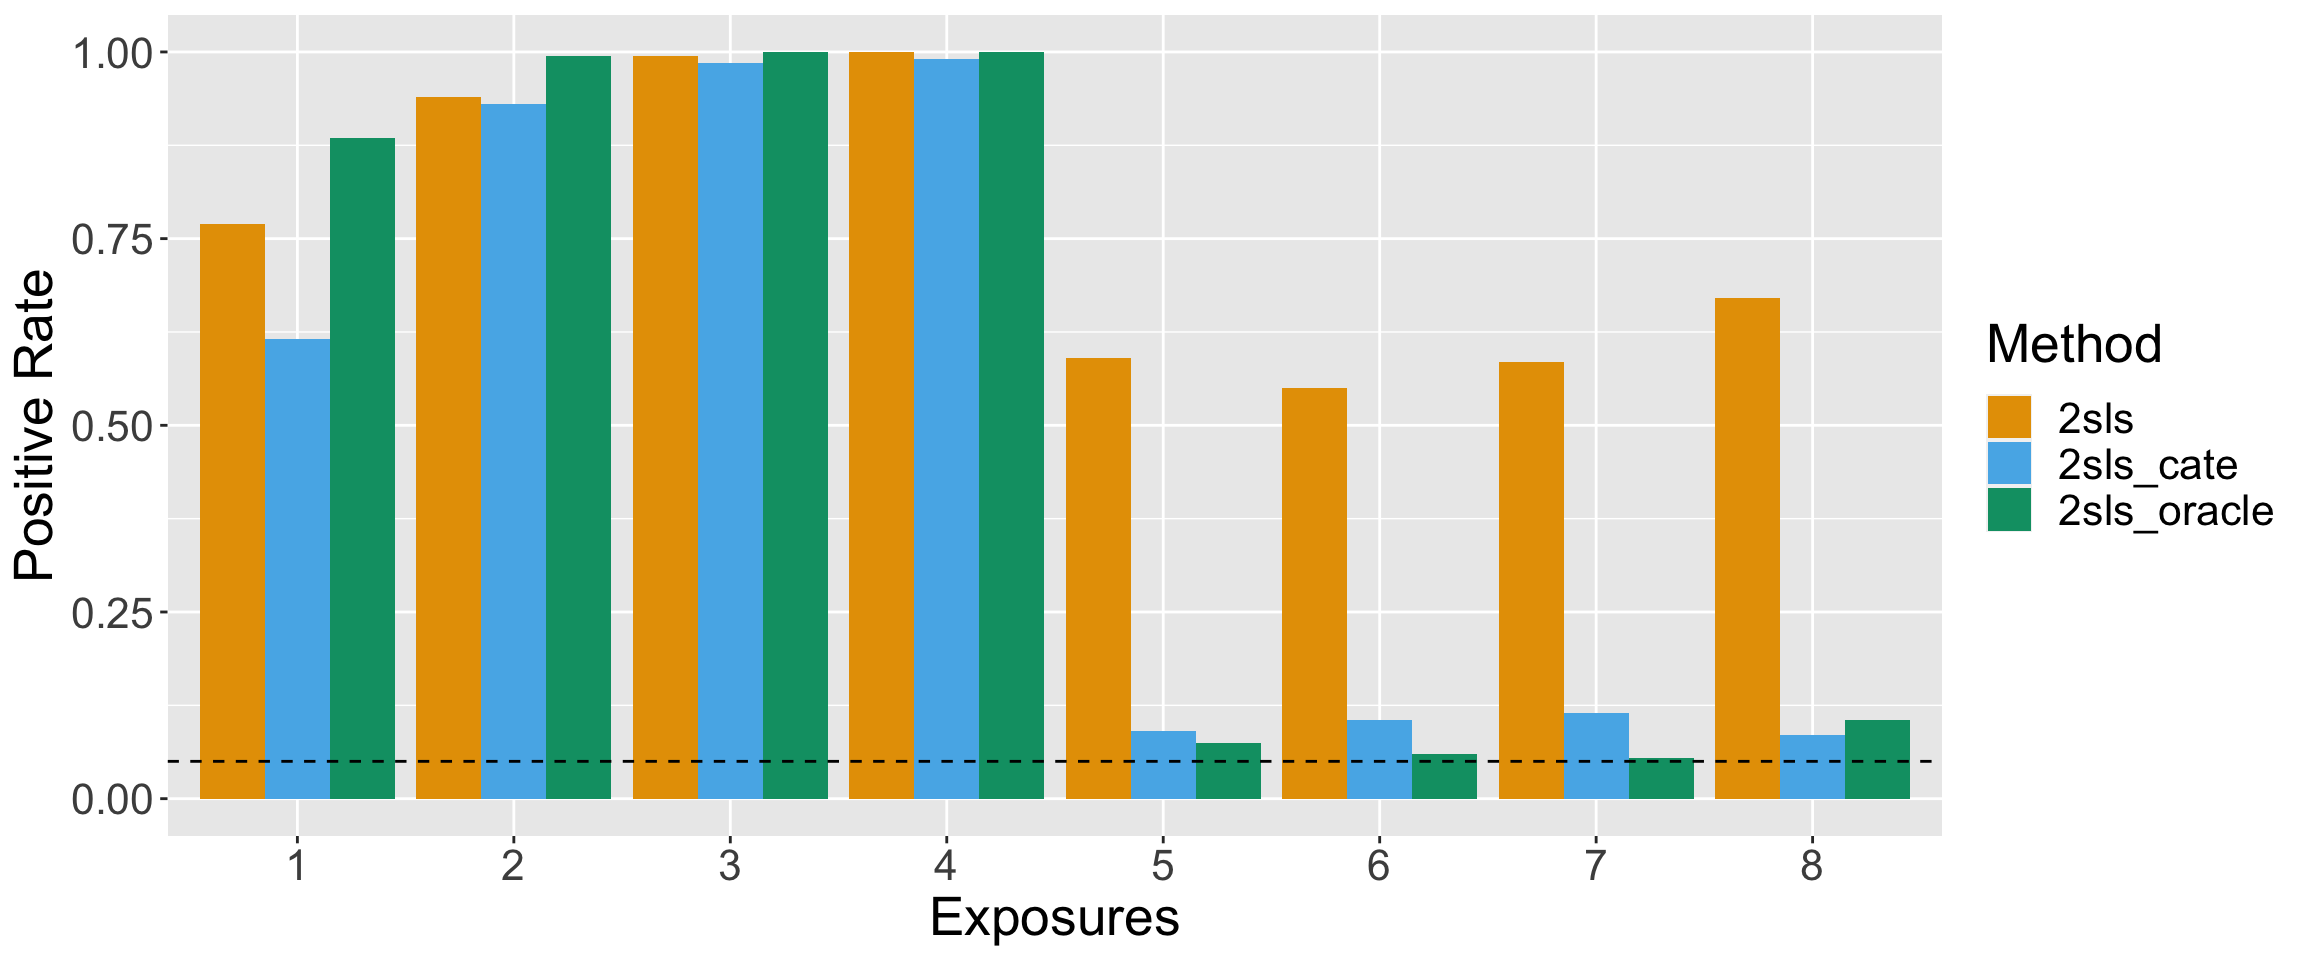 Positive Rate
1.00
0.75
0.50
0.25
0.00
1 2 3 4 5 6 7 8
Exposures
Method
2sls
2sls_cate
2sls_oracle